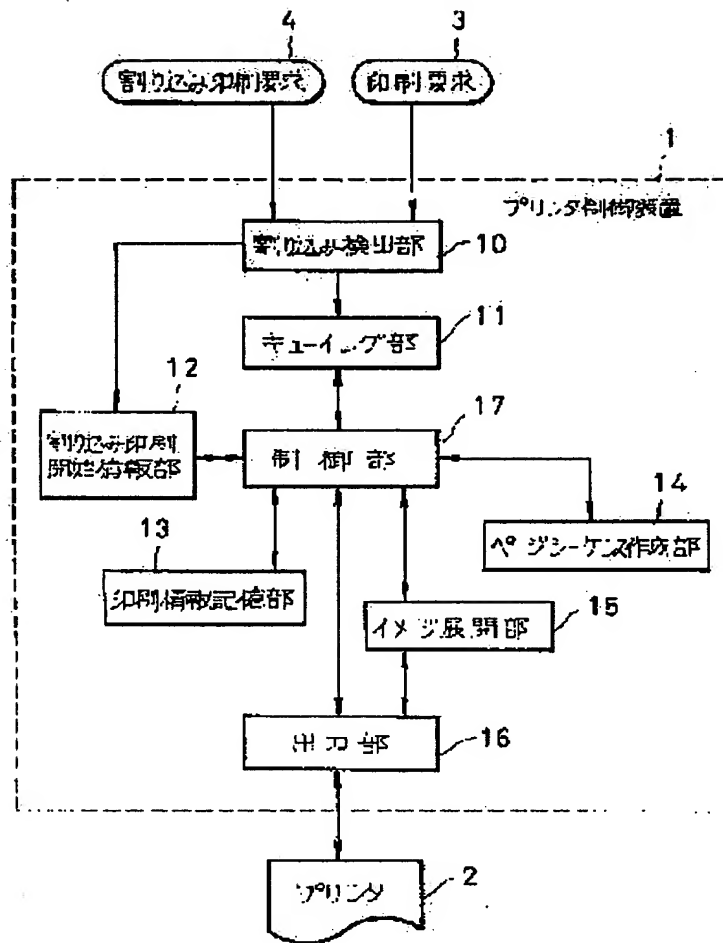 4
3
割り込み印刷要求
印刷要求
1
プリンタ制御装置
割り込み検出部
10
キューイング部
11
12
17
割り込み印刷
開始情報部
制御部
14
13
ページシーケンス作成部
印刷情報記憶部
イメージ展開部
15
出力部
16
プリンタ
2